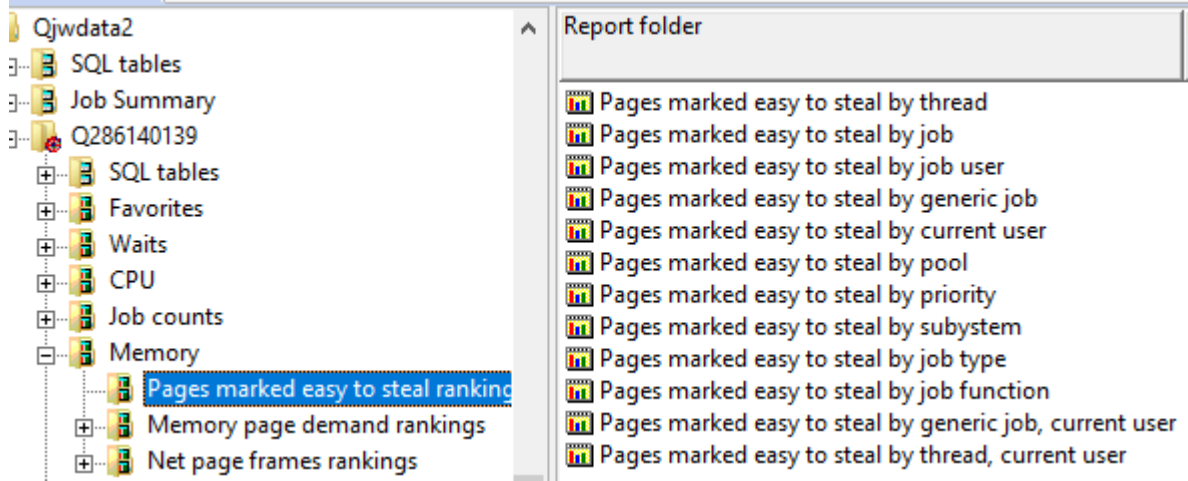 Qjwdata2
SQL tables
Job Summary
Q286140139
SQL tables
Favorites
Waits
CPU
Job counts
Memory
Pages marked easy to steal ranking
Memory page demand rankings
Net page frames rankings
Report folder
Pages marked easy to steal by thread
Pages marked easy to steal by job
Pages marked easy to steal by job user
Pages marked easy to steal by generic job
Pages marked easy to steal by current user
Pages marked easy to steal by pool
Pages marked easy to steal by priority
Pages marked easy to steal by subystem
Pages marked easy to steal by job type
Pages marked easy to steal by job function
Pages marked easy to steal by generic job, current user
Pages marked easy to steal by thread, current user